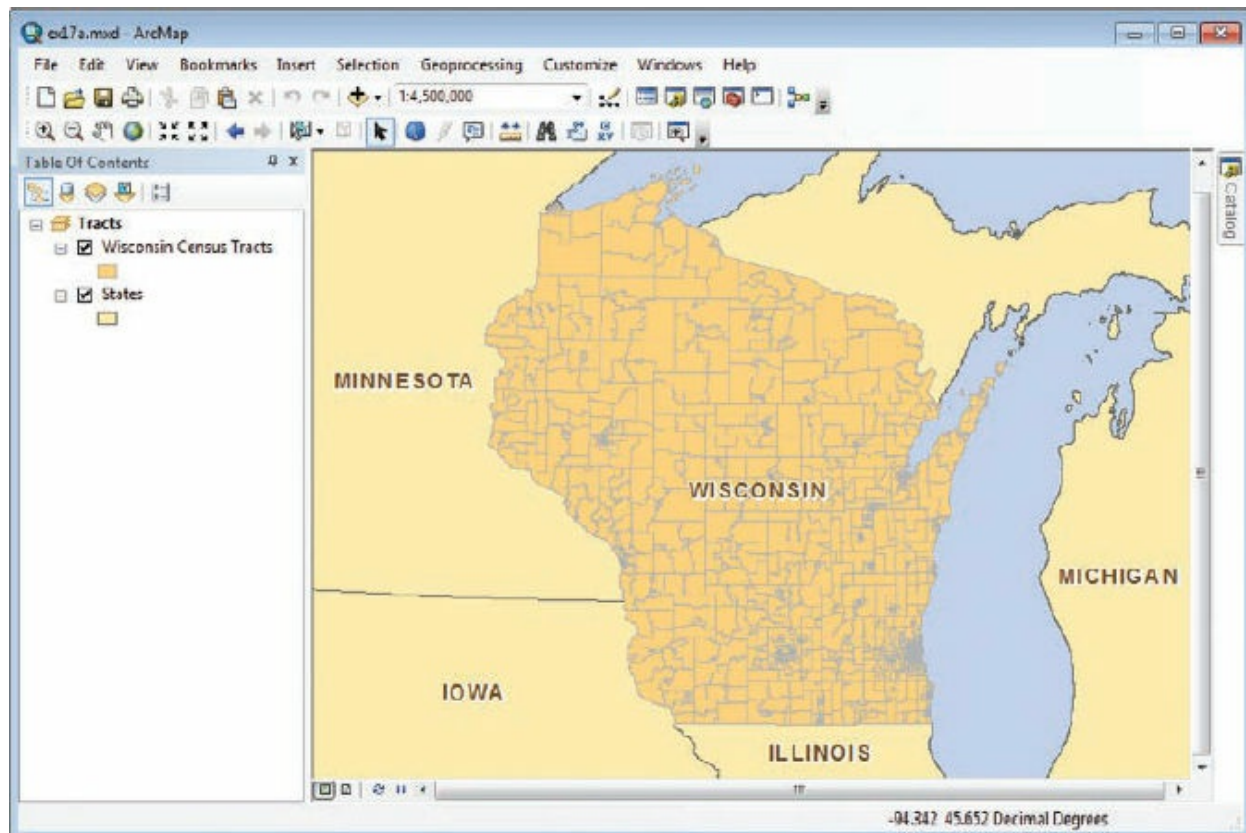 ex17a.mxd - ArcMap
File Edit View Bookmarks Insert Selection Geoprocessing Customize Windows Help
1:4,500,000
Table Of Contents
Tracts
Wisconsin Census Tracts
States
Catalog
MINNESOTA
WISCONSIN
MICHIGAN
IOWA
ILLINOIS
-94.342 45.652 Decimal Degrees